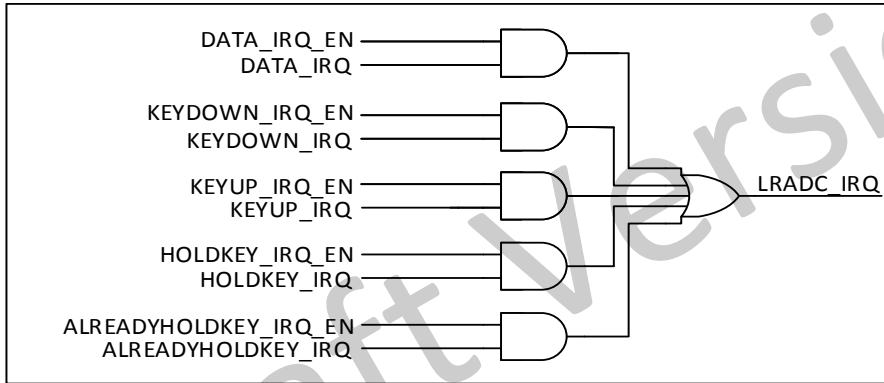 DATA_IRQ_EN
DATA_IRQ
KEYDOWN_IRQ_EN
KEYDOWN_IRQ
KEYUP_IRQ_EN
KEYUP_IRQ
LRADC_IRQ
HOLDKEY_IRQ_EN
HOLDKEY_IRQ
ALREADYHOLDKEY_IRQ_EN
ALREADYHOLDKEY_IRQ